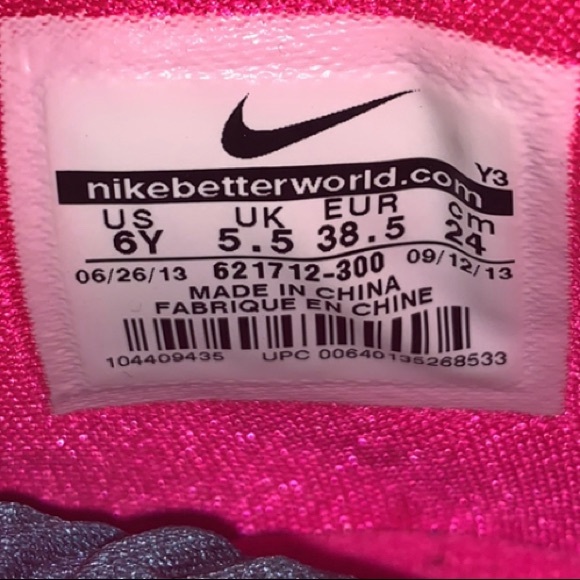 Y3
nikebetterworld.com
US UK EUR cm
6Y 5.5 38.5 24
06/26/13 621712-300 09/12/13
MADE IN CHINA
FABRIQUE EN CHINE
104409435 UPC 00640135268533